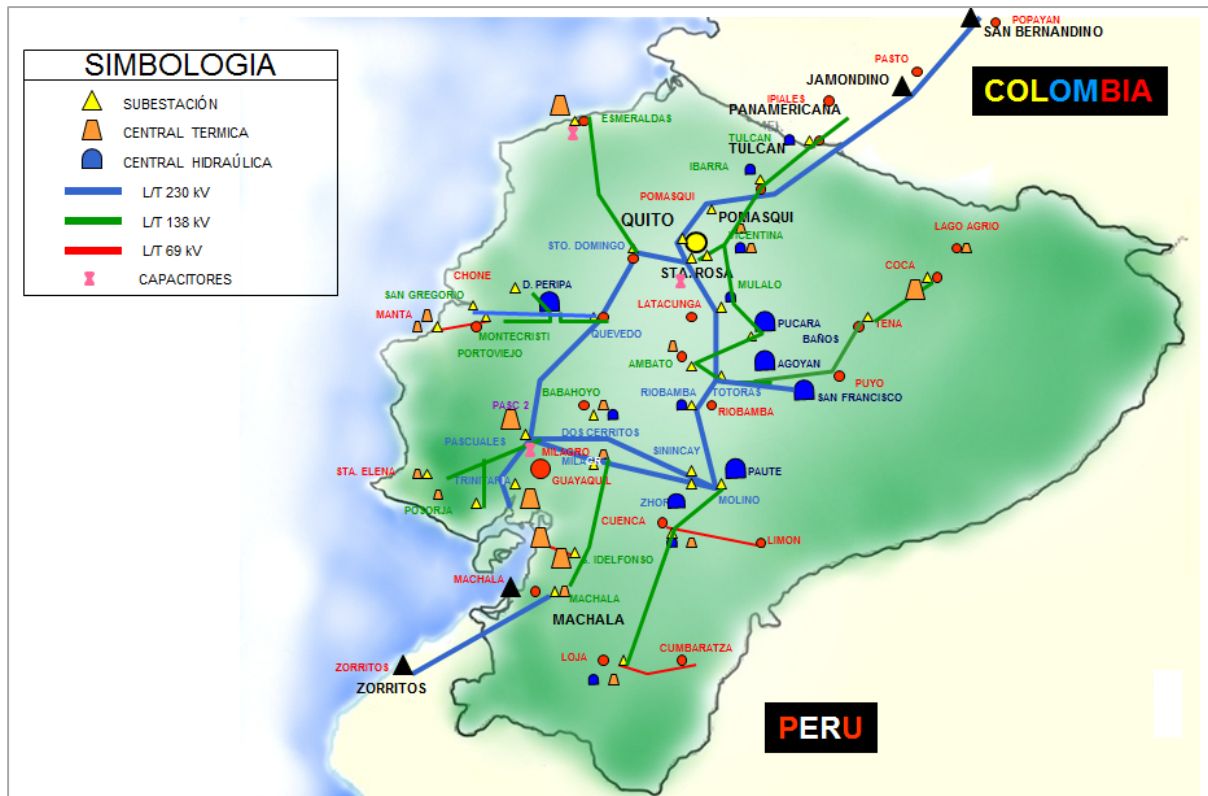 SIMBOLOGIA
SUBESTACIÓN
CENTRAL TERMICA
CENTRAL HIDRAÚLICA
L/T 230 kV
L/T 138 kV
L/T 69 kV
CAPACITORES
POPAYAN
SAN BERNANDINO
PASTO
JAMONDINO
COLOMBIA
IPIALES
PANAMERICANA
TULCAN
TULCAN
ESMERALDAS
IBARRA
POMASQUI
QUITO
POMASQUI
VICENTINA
LAGO AGRIO
STO. DOMINGO
STA. ROSA
COCA
CHONE
D. PERIPA
MULALO
SAN GREGORIO
LATACUNGA
MANTA
PUCARA
TENA
MONTECRISTI
QUEVEDO
BAÑOS
PORTOVIEJO
AMBATO
AGOYAN
PUYO
BABAHOYO
RIOBAMBA
TOTORAS
SAN FRANCISCO
PASC 2
RIOBAMBA
DOS CERRITOS
PASCUALES
MILAGRO
SININCAY
MILAGR
STA. ELENA
TRINITARIA
GUAYAQUIL
PAUTE
POSORJA
ZHOR
MOLINO
CUENCA
LIMON
S. IDELFONSO
MACHALA
MACHALA
MACHALA
ZORRITOS
LOJA
CUMBARATZA
ZORRITOS
PERU